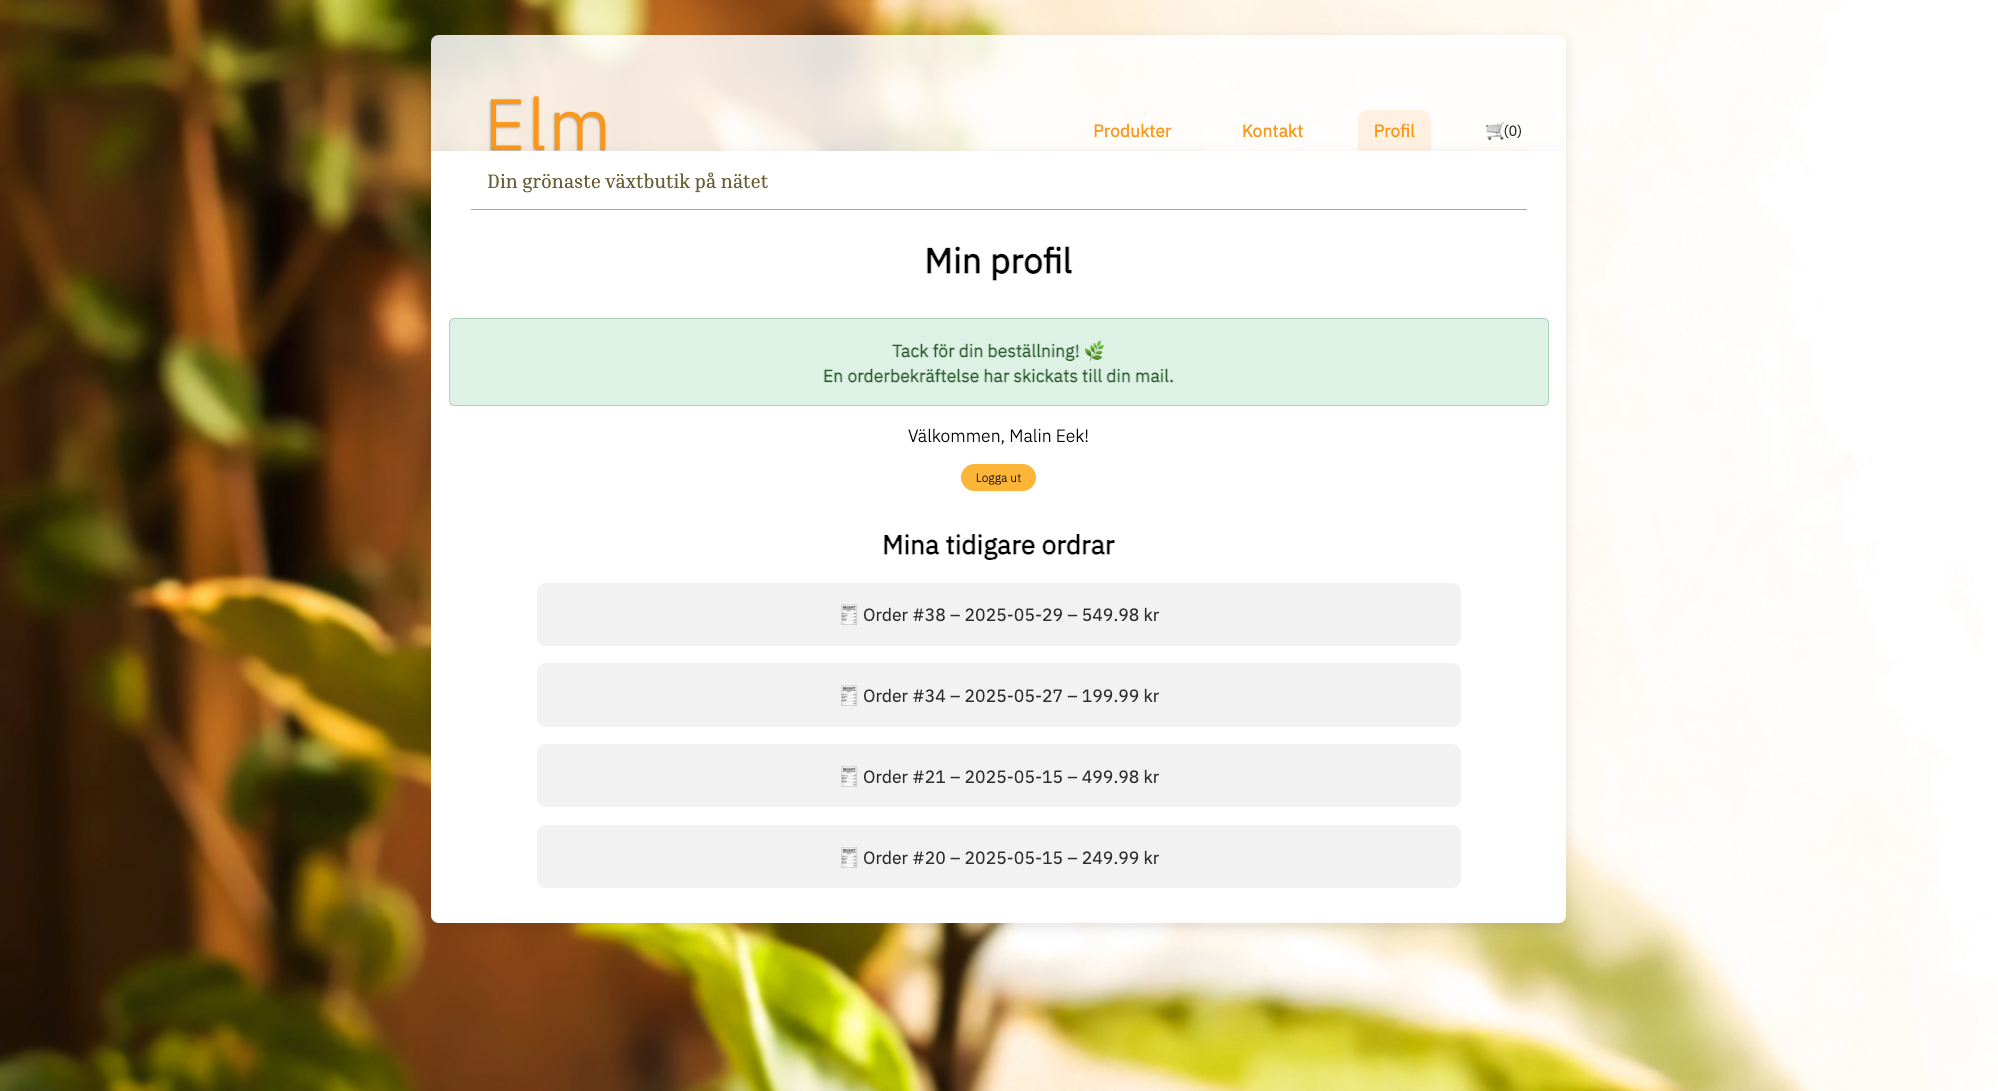 Elm
Produkter
Kontakt
Profil
(0)
Din grönaste växtbutik på nätet
Min profil
Tack för din beställning! 🌿
En orderbekräftelse har skickats till din mail.
Välkommen, Malin Eek!
Logga ut
Mina tidigare ordrar
Order #38 – 2025-05-29 – 549.98 kr
Order #34 – 2025-05-27 – 199.99 kr
Order #21 – 2025-05-15 – 499.98 kr
Order #20 – 2025-05-15 – 249.99 kr